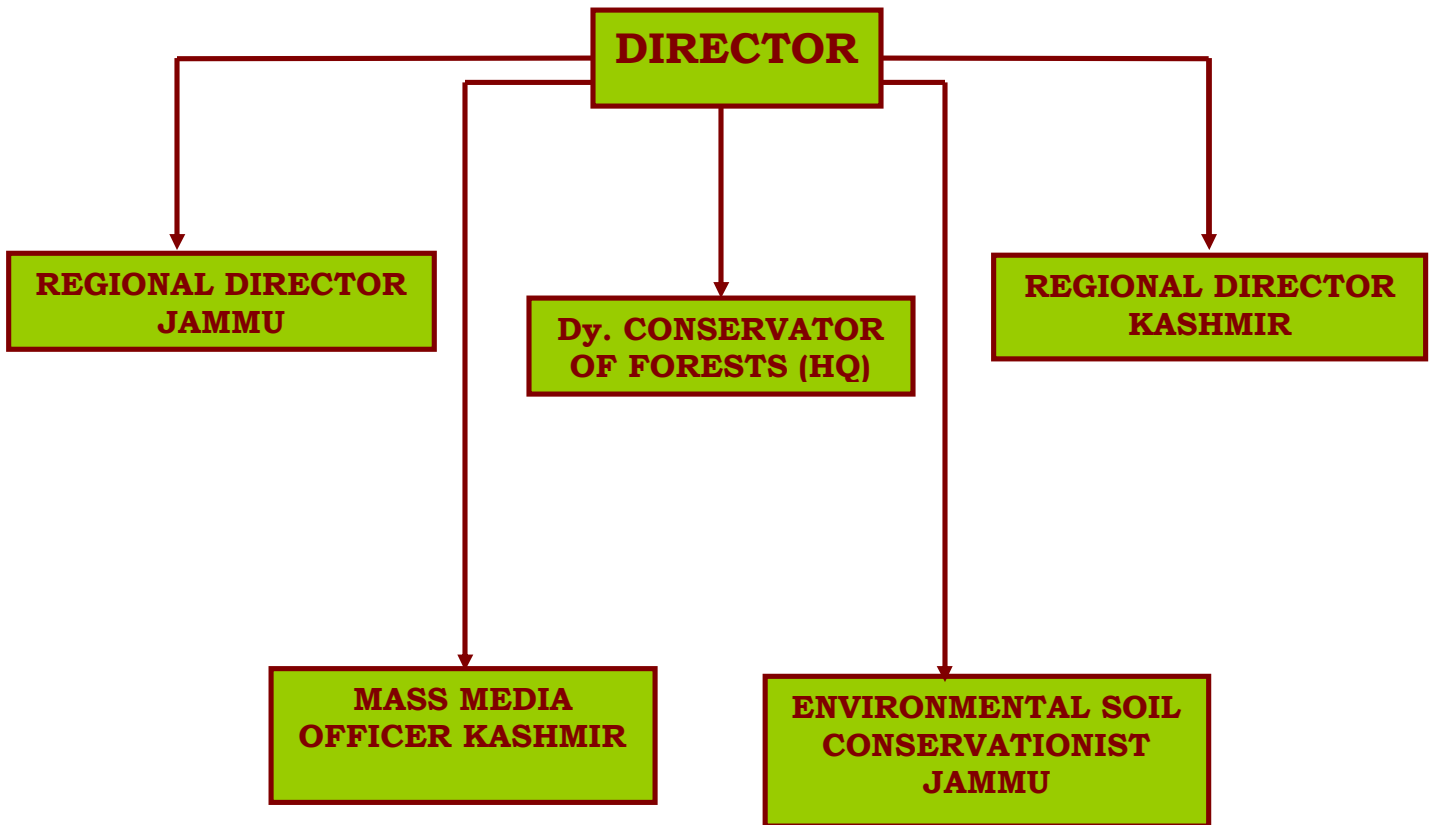 DIRECTOR
REGIONAL DIRECTOR
JAMMU
Dy. CONSERVATOR
OF FORESTS (HQ)
REGIONAL DIRECTOR
KASHMIR
MASS MEDIA
OFFICER KASHMIR
ENVIRONMENTAL SOIL
CONSERVATIONIST
JAMMU